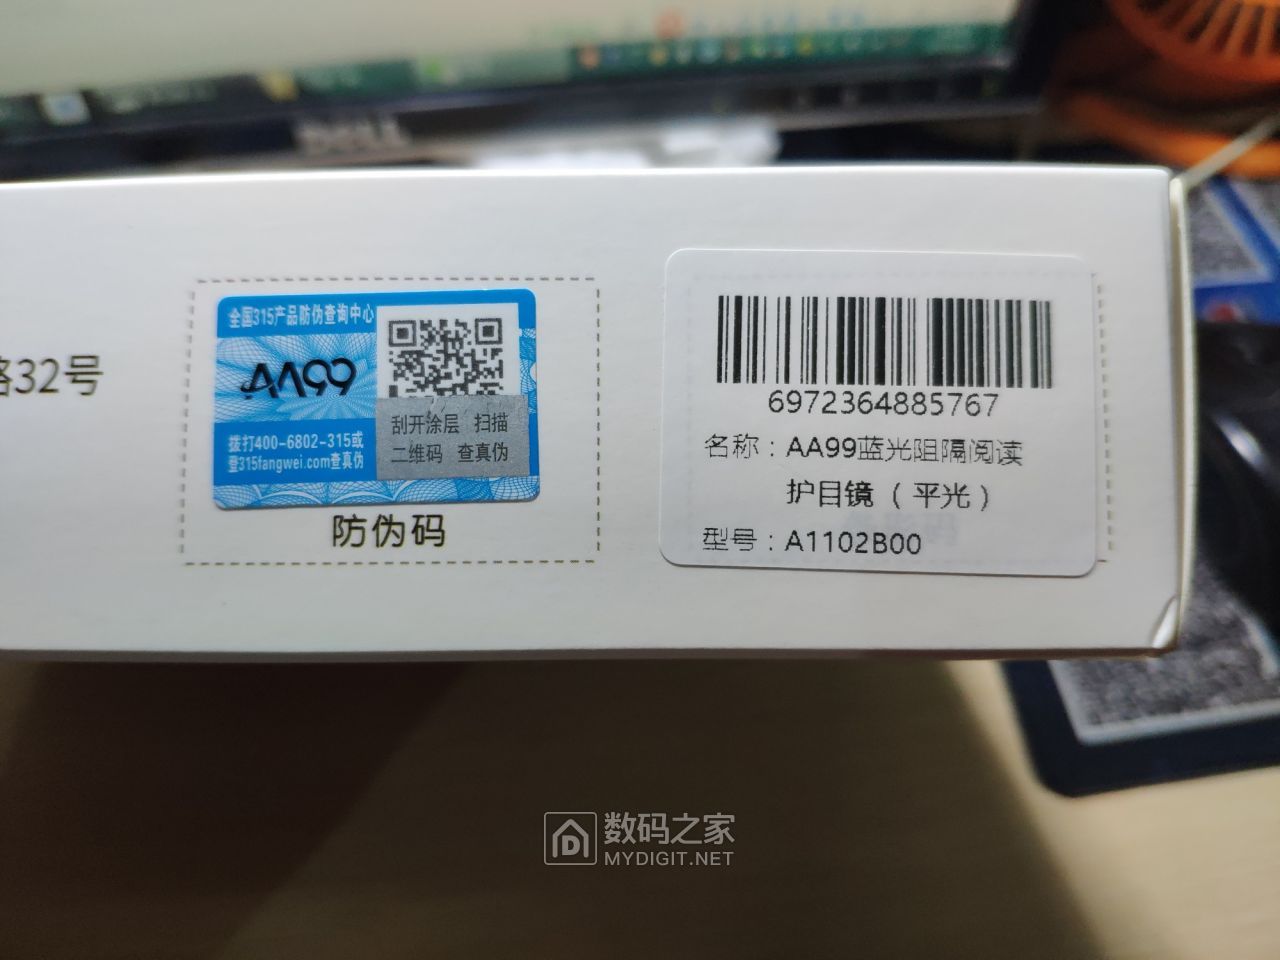 DELL
路32号
全国315产品防伪查询中心
AA99
拨打400-6802-315或
登315fangwei.com查真伪
刮开涂层 扫描
二维码 查真伪
防伪码
6972364885767
名称：AA99蓝光阻隔阅读
护目镜（平光）
型号：A1102B00
数码之家
MYDIGIT.NET